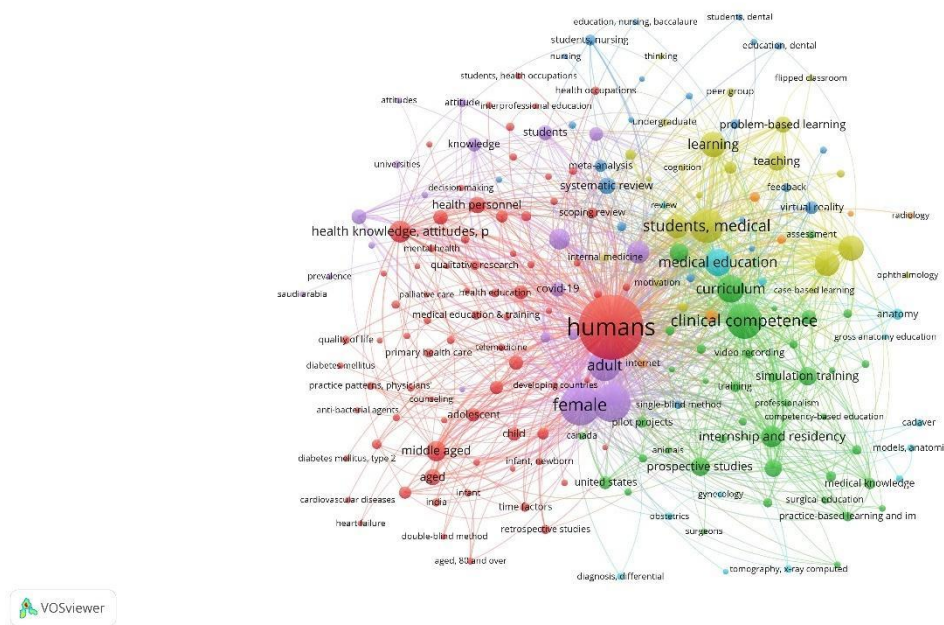 students, dental
education, nursing, baccalaure
students, nursing
education, dental
nursing
thinking
students, health occupations
flipped classroom
health occupations
peer group
attitudes
attitude
interprofessional education
undergraduate
problem-based learning
students
knowledge
learning
meta-analysis
teaching
universities
cognition
decision making
systematic review
feedback
health personnel
review
virtual reality
scoping review
radiology
students, medical
health knowledge, attitudes, p
assessment
mental health
internal medicine
qualitative research
medical education
prevalence
motivation
case-based learning
ophthalmology
saudi arabia
palliative care
health education
covid-19
curriculum
medical education & training
anatomy
humans
clinical competence
gross anatomy education
quality of life
telemedicine
primary health care
video recording
diabetes mellitus
adult
internet
simulation training
practice patterns, physicians
developing countries
training
counseling
female
single-blind method
professionalism
anti-bacterial agents
adolescent
competency-based education
pilot projects
cadaver
child
canada
internship and residency
middle aged
animals
models, anatomi
diabetes mellitus, type 2
infant, newborn
prospective studies
aged
united states
medical knowledge
cardiovascular diseases
infant
gynecology
india
time factors
surgical education
heart failure
retrospective studies
obstetrics
practice-based learning and im
double-blind method
surgeons
aged, 80 and over
diagnosis, differential
tomography, x-ray computed
VOSviewer